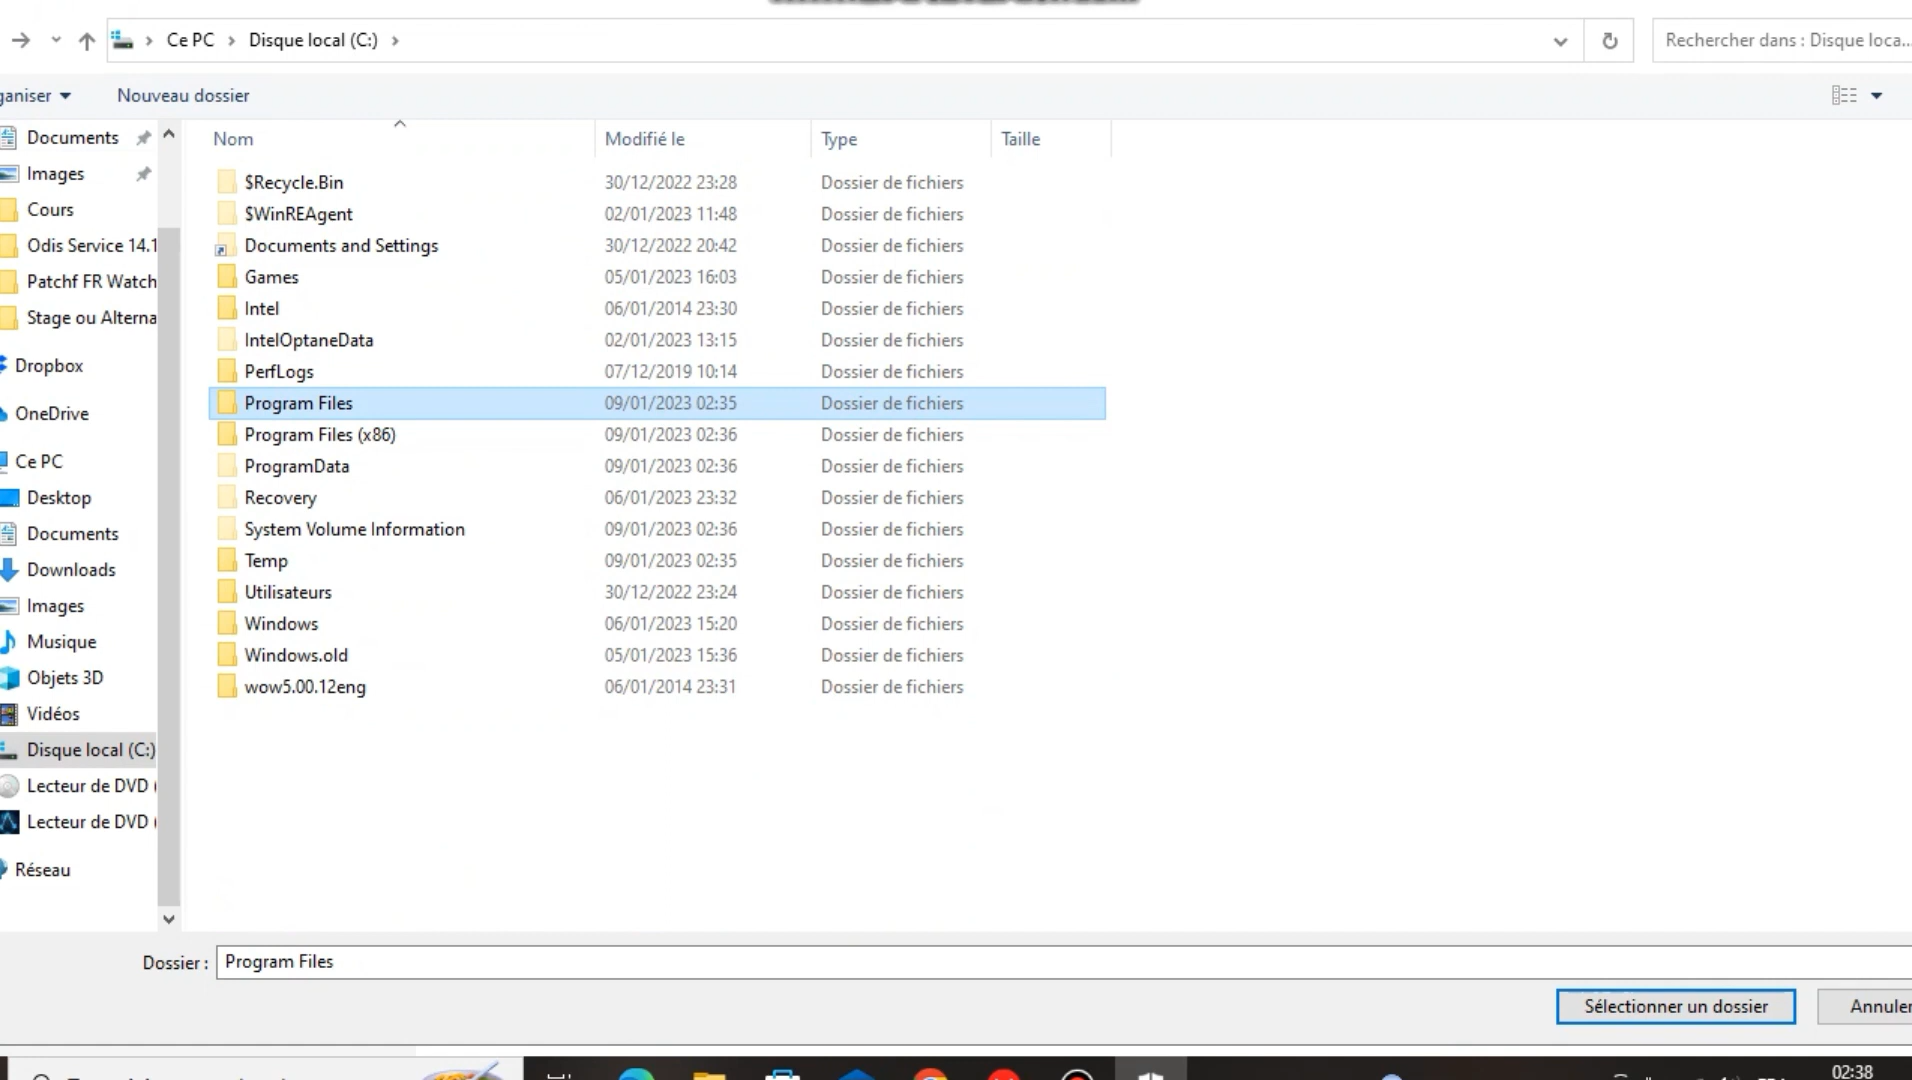 Ce PC > Disque local (C:) >
Rechercher dans : Disque loca...
ganiser
Nouveau dossier
Nom
Modifié le
Type
Taille
Documents
Images
Cours
Odis Service 14.1
Patchf FR Watch
Stage ou Alterna
Dropbox
OneDrive
Ce PC
Desktop
Documents
Downloads
Images
Musique
Objets 3D
Vidéos
Disque local (C:)
Lecteur de DVD (
Lecteur de DVD (
Réseau
$Recycle.Bin 30/12/2022 23:28 Dossier de fichiers
$WinREAgent 02/01/2023 11:48 Dossier de fichiers
Documents and Settings 30/12/2022 20:42 Dossier de fichiers
Games 05/01/2023 16:03 Dossier de fichiers
Intel 06/01/2014 23:30 Dossier de fichiers
IntelOptaneData 02/01/2023 13:15 Dossier de fichiers
PerfLogs 07/12/2019 10:14 Dossier de fichiers
Program Files 09/01/2023 02:35 Dossier de fichiers
Program Files (x86) 09/01/2023 02:36 Dossier de fichiers
ProgramData 09/01/2023 02:36 Dossier de fichiers
Recovery 06/01/2023 23:32 Dossier de fichiers
System Volume Information 09/01/2023 02:36 Dossier de fichiers
Temp 09/01/2023 02:35 Dossier de fichiers
Utilisateurs 30/12/2022 23:24 Dossier de fichiers
Windows 06/01/2023 15:20 Dossier de fichiers
Windows.old 05/01/2023 15:36 Dossier de fichiers
wow5.00.12eng 06/01/2014 23:31 Dossier de fichiers
Dossier : Program Files
Sélectionner un dossier
Annuler
02:38